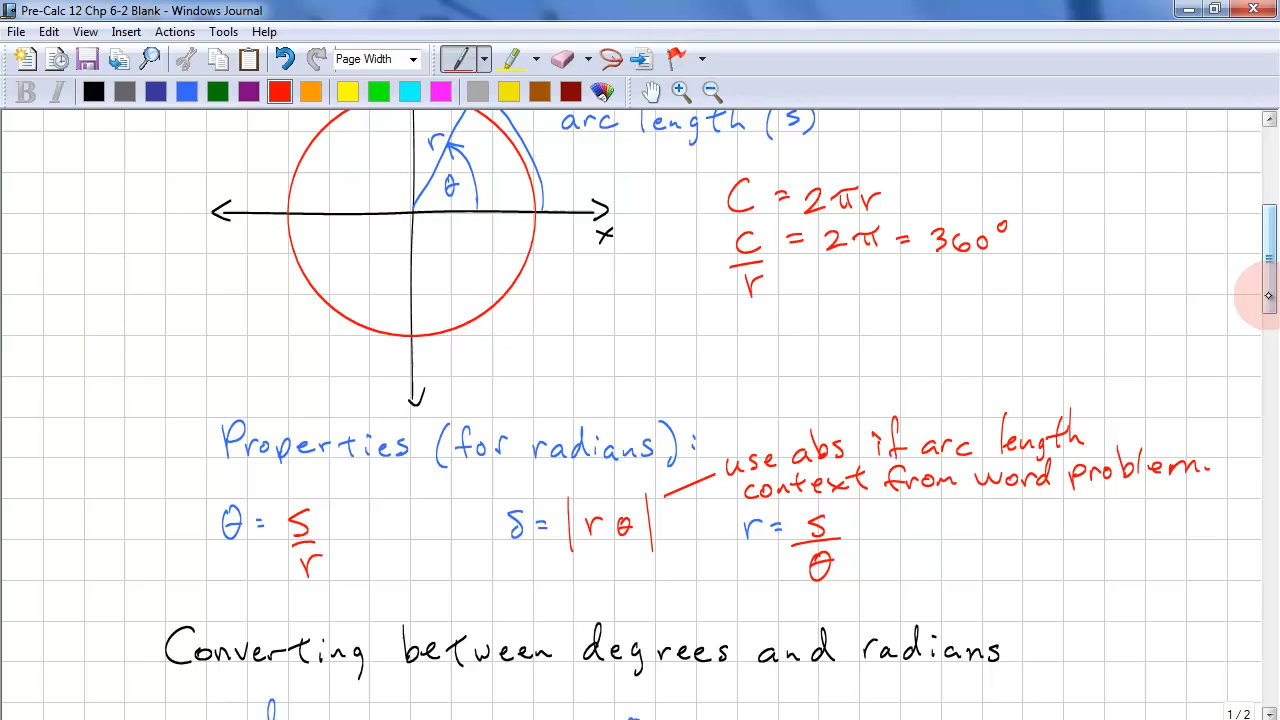 Pre-Calc 12 Chp 6-2 Blank - Windows Journal
File Edit View Insert Actions Tools Help
Page Width
B I
arc length (s)
r
θ
x
C = 2πr
C/r = 2π = 360°
Properties (for radians):
use abs if arc length
context from word problem.
θ = s/r
s = |r θ|
r = s/θ
Converting between degrees and radians
1/2